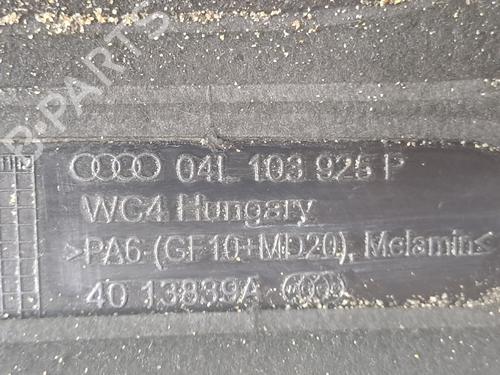 04L 103 925 P
WC4 Hungary
>PA6-(GF10+MD20), Melamin<
40 13839A
B-PARTS